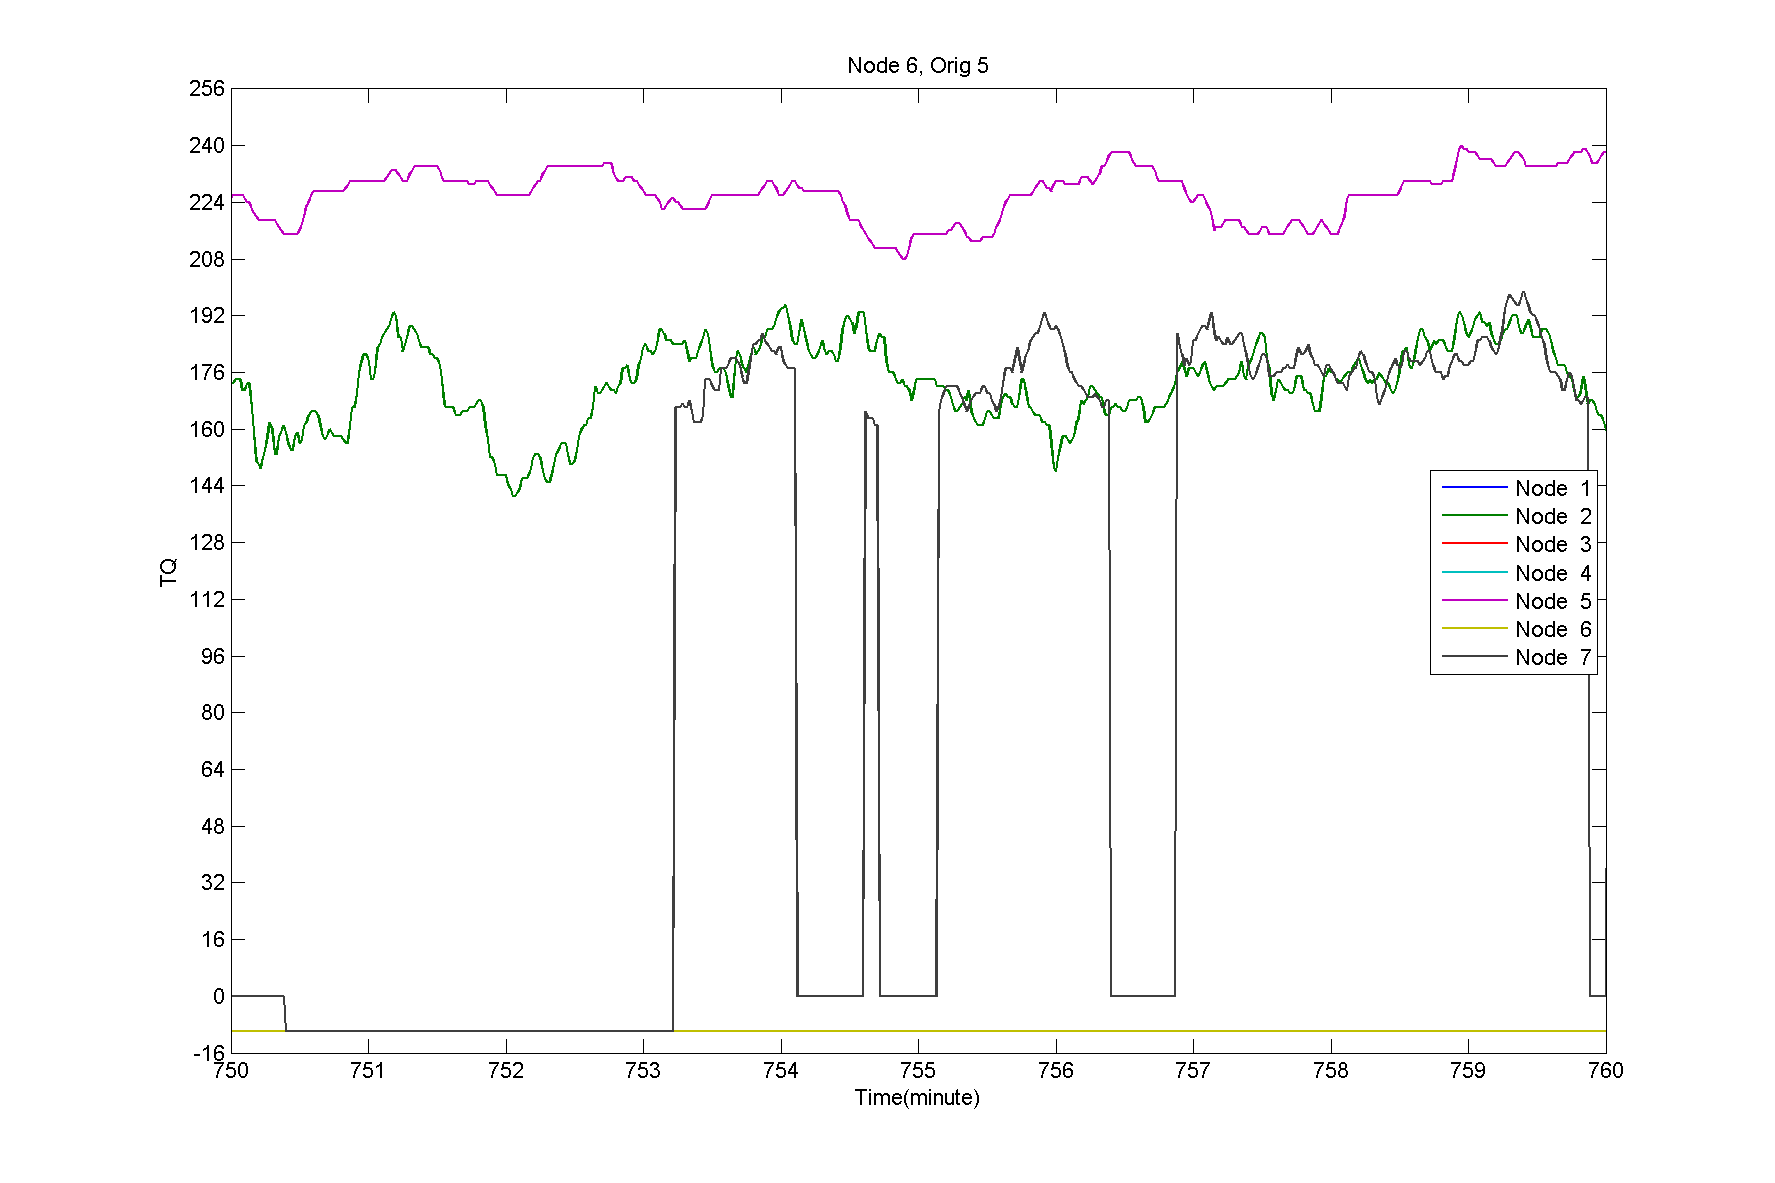 Node 6, Orig 5
256
240
224
208
192
176
160
144
128
112
96
80
64
48
32
16
0
-16
TQ
Node 1
Node 2
Node 3
Node 4
Node 5
Node 6
Node 7
750 751 752 753 754 755 756 757 758 759 760
Time(minute)